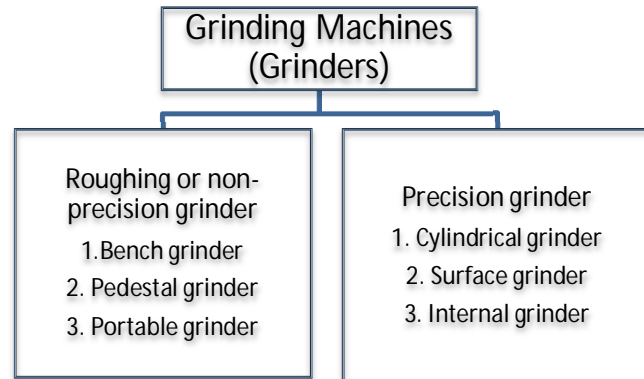 Grinding Machines
(Grinders)
Roughing or non-
precision grinder
1.Bench grinder
2. Pedestal grinder
3. Portable grinder
Precision grinder
1. Cylindrical grinder
2. Surface grinder
3. Internal grinder